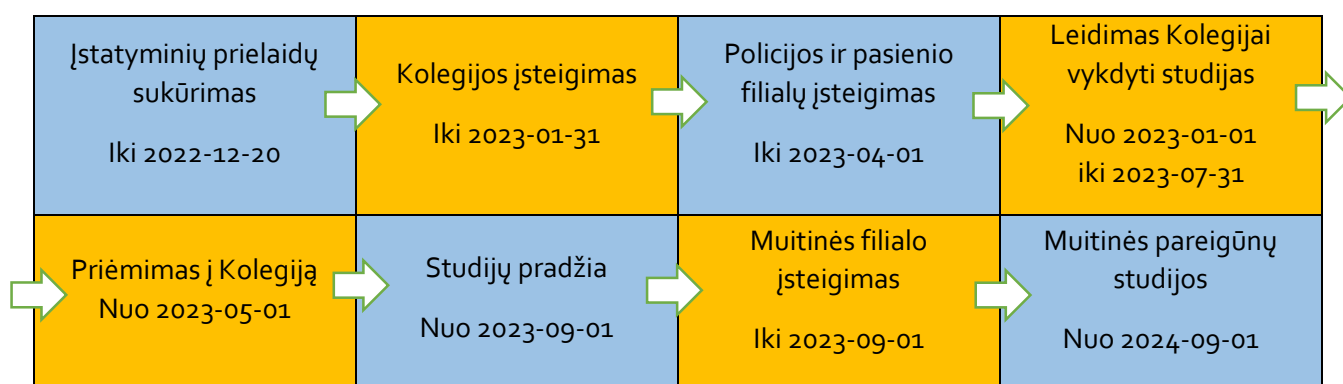 Įstatyminių prielaidų
sukūrimas
Iki 2022-12-20
Kolegijos įsteigimas
Iki 2023-01-31
Policijos ir pasienio
filialų įsteigimas
Iki 2023-04-01
Leidimas Kolegijai
vykdyti studijas
Nuo 2023-01-01
iki 2023-07-31
Priėmimas į Kolegiją
Nuo 2023-05-01
Studijų pradžia
Nuo 2023-09-01
Muitinės filialo
įsteigimas
Iki 2023-09-01
Muitinės pareigūnų
studijos
Nuo 2024-09-01